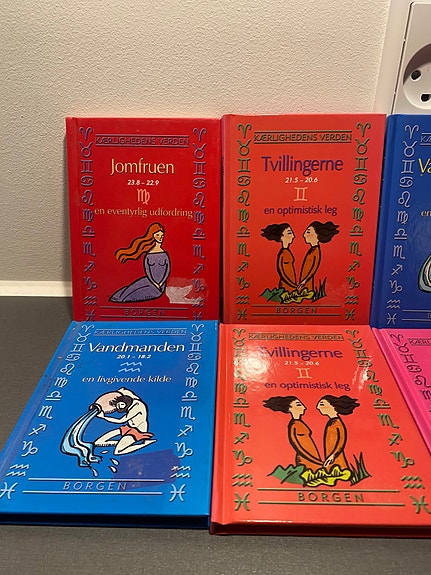 KÆRLIGHEDENS VERDEN
Jomfruen
23.8 – 22.9
♍
en eventyrlig udfordring
BORGEN
KÆRLIGHEDENS VERDEN
Tvillingerne
21.5 – 20.6
♊
en optimistisk leg
BORGEN
KÆRLIGHEDENS VERDEN
Vandmanden
20.1 – 18.2
♒
en livgivende kilde
BORGEN
KÆRLIGHEDENS VERDEN
Tvillingerne
21.5 – 20.6
♊
en optimistisk leg
BORGEN